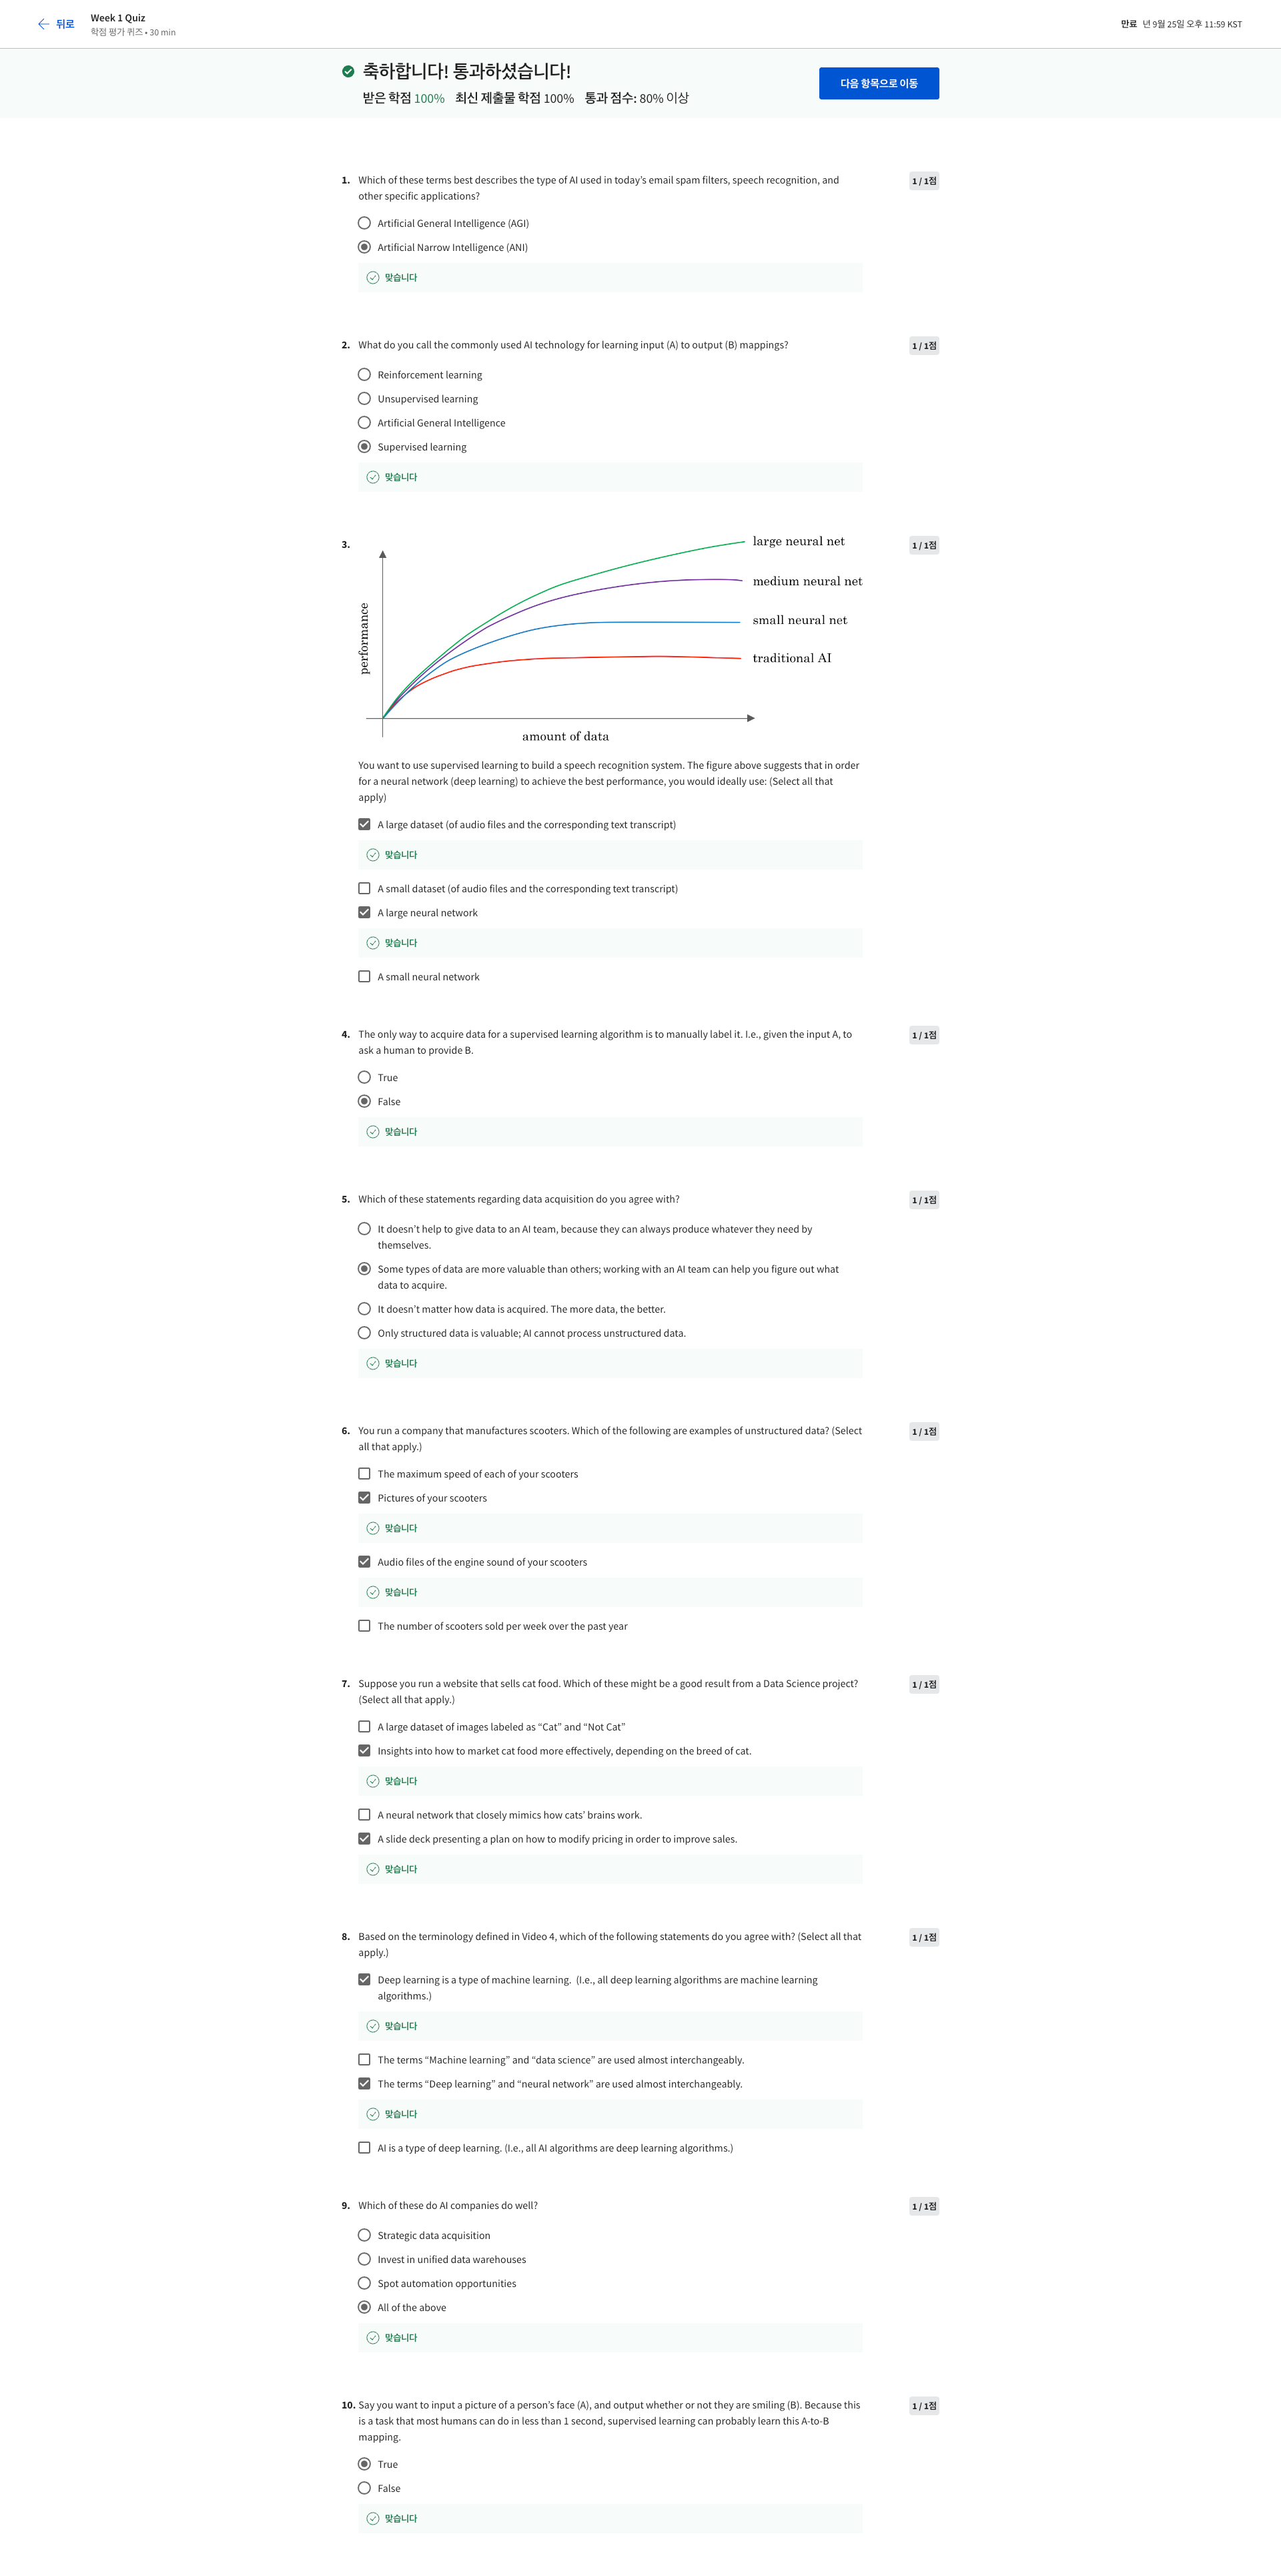 뒤로
Week 1 Quiz
학점 평가 퀴즈 • 30 min
만료 년 9월 25일 오후 11:59 KST
축하합니다! 통과하셨습니다!
받은 학점 100% 최신 제출물 학점 100% 통과 점수: 80% 이상
다음 항목으로 이동
1. Which of these terms best describes the type of AI used in today’s email spam filters, speech recognition, and
other specific applications?
1 / 1점
Artificial General Intelligence (AGI)
Artificial Narrow Intelligence (ANI)
맞습니다
2. What do you call the commonly used AI technology for learning input (A) to output (B) mappings?
1 / 1점
Reinforcement learning
Unsupervised learning
Artificial General Intelligence
Supervised learning
맞습니다
3.
1 / 1점
large neural net
medium neural net
small neural net
traditional AI
performance
amount of data
You want to use supervised learning to build a speech recognition system. The figure above suggests that in order
for a neural network (deep learning) to achieve the best performance, you would ideally use: (Select all that
apply)
A large dataset (of audio files and the corresponding text transcript)
맞습니다
A small dataset (of audio files and the corresponding text transcript)
A large neural network
맞습니다
A small neural network
4. The only way to acquire data for a supervised learning algorithm is to manually label it. I.e., given the input A, to
ask a human to provide B.
1 / 1점
True
False
맞습니다
5. Which of these statements regarding data acquisition do you agree with?
1 / 1점
It doesn’t help to give data to an AI team, because they can always produce whatever they need by
themselves.
Some types of data are more valuable than others; working with an AI team can help you figure out what
data to acquire.
It doesn’t matter how data is acquired. The more data, the better.
Only structured data is valuable; AI cannot process unstructured data.
맞습니다
6. You run a company that manufactures scooters. Which of the following are examples of unstructured data? (Select
all that apply.)
1 / 1점
The maximum speed of each of your scooters
Pictures of your scooters
맞습니다
Audio files of the engine sound of your scooters
맞습니다
The number of scooters sold per week over the past year
7. Suppose you run a website that sells cat food. Which of these might be a good result from a Data Science project?
(Select all that apply.)
1 / 1점
A large dataset of images labeled as “Cat” and “Not Cat”
Insights into how to market cat food more effectively, depending on the breed of cat.
맞습니다
A neural network that closely mimics how cats’ brains work.
A slide deck presenting a plan on how to modify pricing in order to improve sales.
맞습니다
8. Based on the terminology defined in Video 4, which of the following statements do you agree with? (Select all that
apply.)
1 / 1점
Deep learning is a type of machine learning. (I.e., all deep learning algorithms are machine learning
algorithms.)
맞습니다
The terms “Machine learning” and “data science” are used almost interchangeably.
The terms “Deep learning” and “neural network” are used almost interchangeably.
맞습니다
AI is a type of deep learning. (I.e., all AI algorithms are deep learning algorithms.)
9. Which of these do AI companies do well?
1 / 1점
Strategic data acquisition
Invest in unified data warehouses
Spot automation opportunities
All of the above
맞습니다
10. Say you want to input a picture of a person’s face (A), and output whether or not they are smiling (B). Because this
is a task that most humans can do in less than 1 second, supervised learning can probably learn this A-to-B
mapping.
1 / 1점
True
False
맞습니다